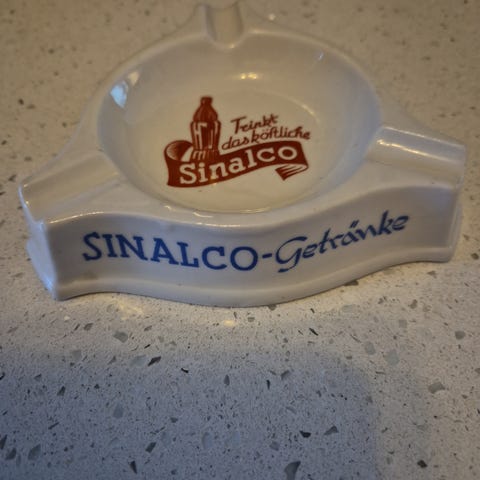 Trinkt
das köstliche
Sinalco
SINALCO-Getränke